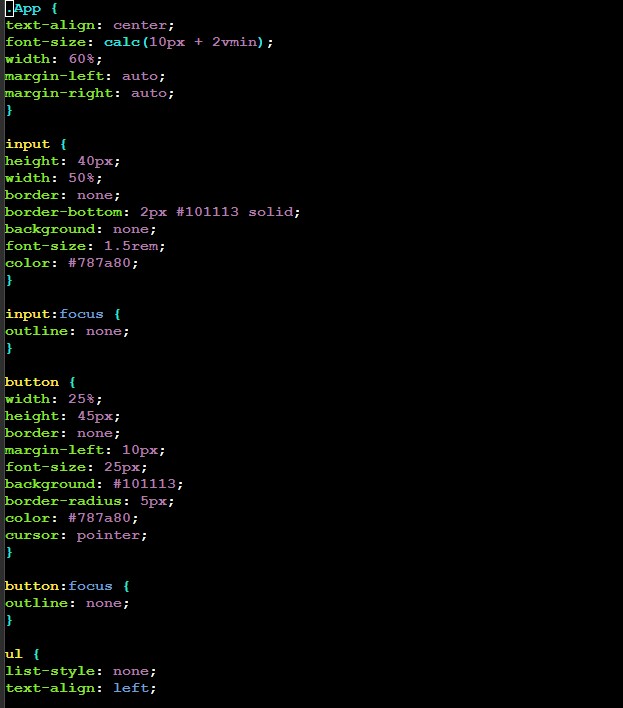 .App {
text-align: center;
font-size: calc(10px + 2vmin);
width: 60%;
margin-left: auto;
margin-right: auto;
}

input {
height: 40px;
width: 50%;
border: none;
border-bottom: 2px #101113 solid;
background: none;
font-size: 1.5rem;
color: #787a80;
}

input:focus {
outline: none;
}

button {
width: 25%;
height: 45px;
border: none;
margin-left: 10px;
font-size: 25px;
background: #101113;
border-radius: 5px;
color: #787a80;
cursor: pointer;
}

button:focus {
outline: none;
}

ul {
list-style: none;
text-align: left;